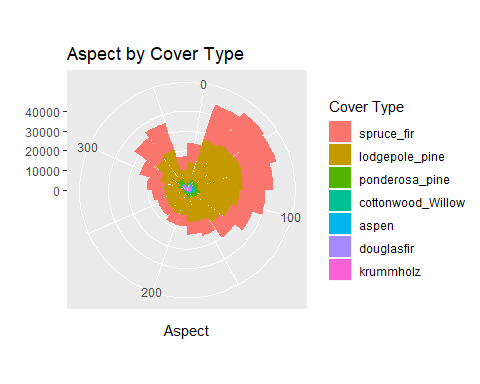 Aspect by Cover Type
40000
30000
20000
10000
0
0
100
200
300
Aspect
Cover Type
spruce_fir
lodgepole_pine
ponderosa_pine
cottonwood_Willow
aspen
douglasfir
krummholz